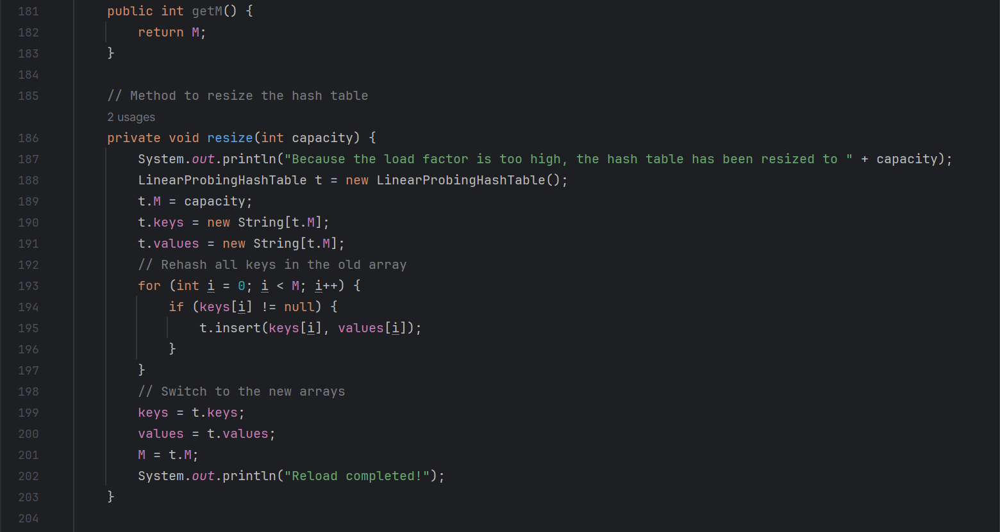 181 public int getM() {
182 return M;
183 }
184
185 // Method to resize the hash table
2 usages
186 private void resize(int capacity) {
187 System.out.println("Because the load factor is too high, the hash table has been resized to " + capacity);
188 LinearProbingHashTable t = new LinearProbingHashTable();
189 t.M = capacity;
190 t.keys = new String[t.M];
191 t.values = new String[t.M];
192 // Rehash all keys in the old array
193 for (int i = 0; i < M; i++) {
194 if (keys[i] != null) {
195 t.insert(keys[i], values[i]);
196 }
197 }
198 // Switch to the new arrays
199 keys = t.keys;
200 values = t.values;
201 M = t.M;
202 System.out.println("Reload completed!");
203 }
204